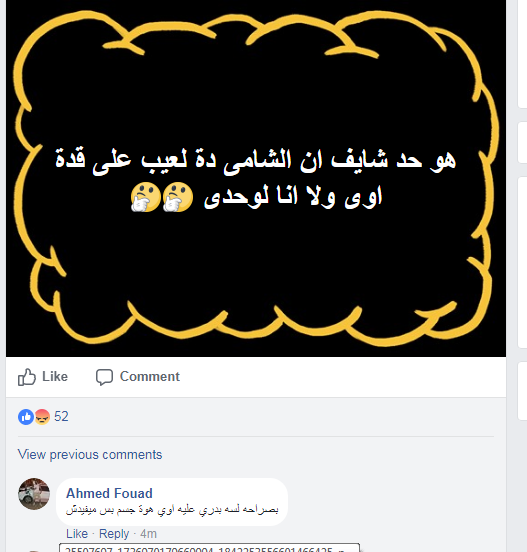 هو حد شايف ان الشامى دة لعيب على قدة
اوى ولا انا لوحدى 🤔🤔
Like Comment
52
View previous comments
Ahmed Fouad
بصراحه لسه بدري عليه اوي هوة جسم بس ميفيدش
Like · Reply · 4m